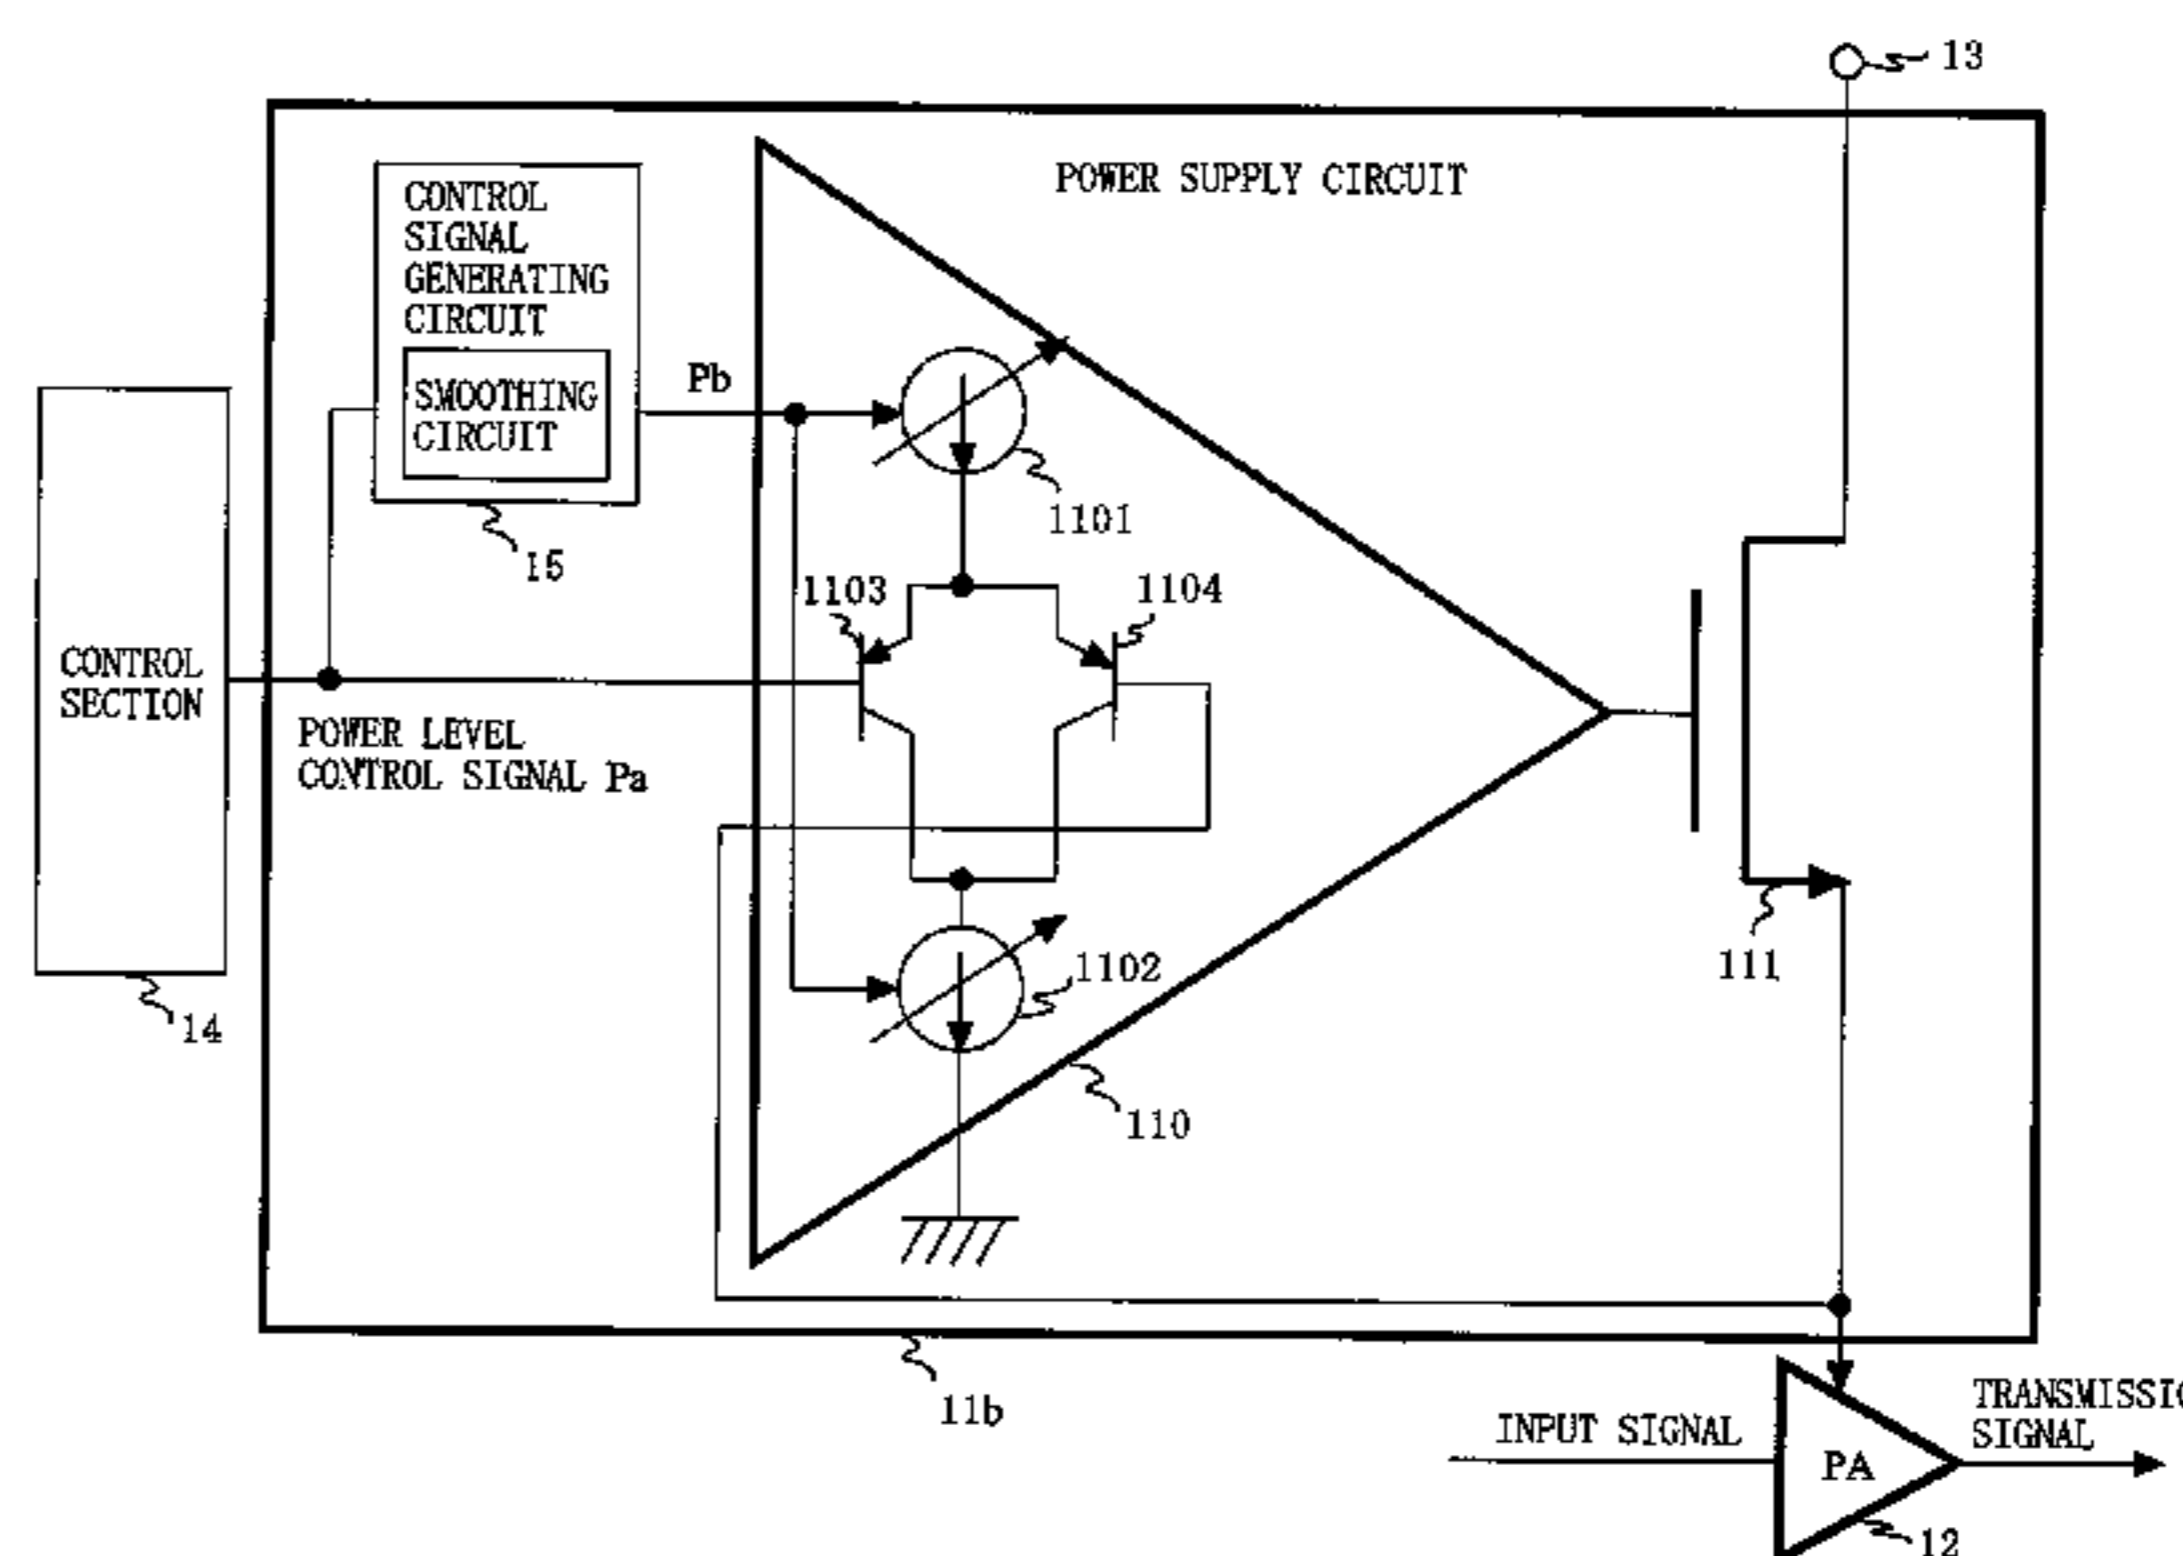 13
POWER SUPPLY CIRCUIT
CONTROL
SIGNAL
GENERATING
CIRCUIT
SMOOTHING
CIRCUIT
Pb
1101
15
1103
1104
CONTROL
SECTION
POWER LEVEL
CONTROL SIGNAL Pa
111
1102
14
110
11b
INPUT SIGNAL
TRANSMISSIO
SIGNAL
PA
12